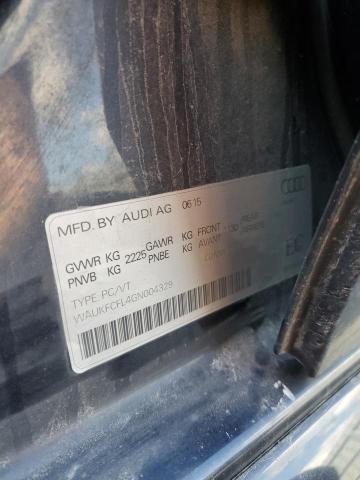 MFD. BY AUDI AG 06 15
GVWR KG 2225 GAWR KG FRONT
PNVB KG PNBE KG AVANT
TYPE PC/VT
WAUKFCFL4GN004329